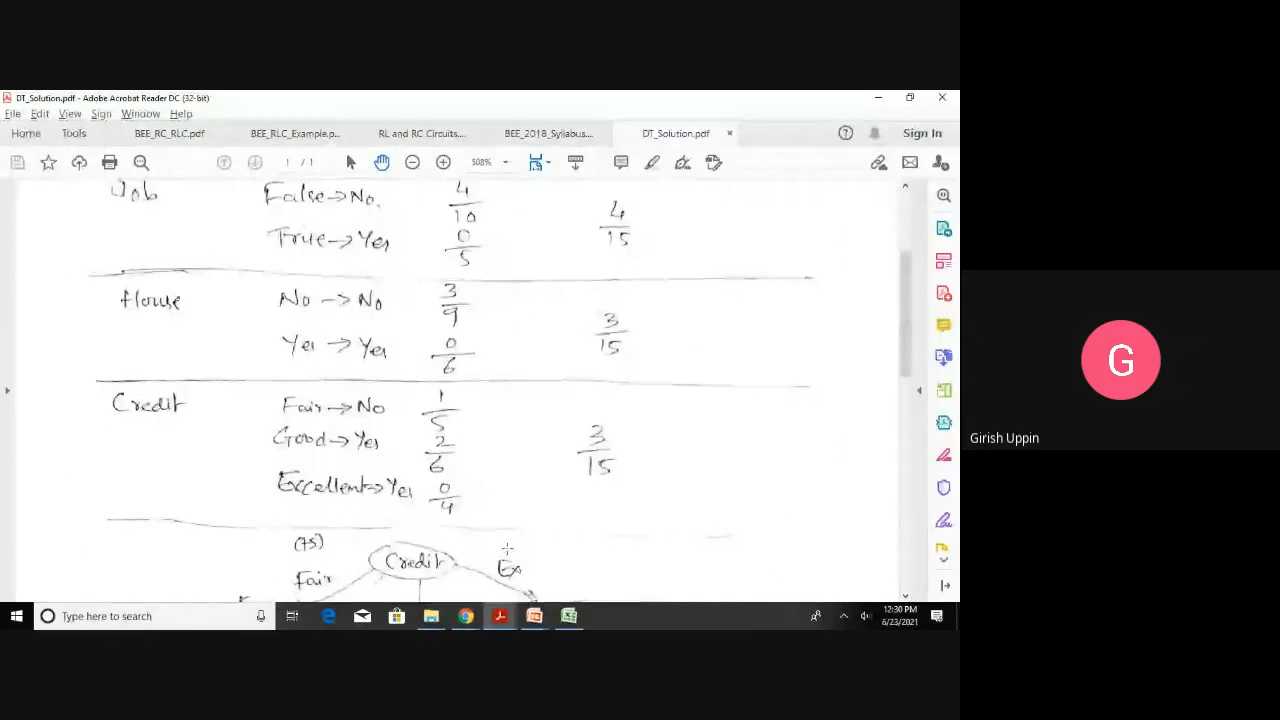 DT_Solution.pdf - Adobe Acrobat Reader DC (32-bit)
File Edit View Sign Window Help
Home Tools BEE_RC_RLC.pdf BEE_RLC_Example.p... RL and RC Circuits.... BEE_2018_Syllabus... DT_Solution.pdf × Sign In
1 / 1 508%
Job False → No. 4/10 4/15
True → Yes 0/5
House No → No 3/9 3/15
Yes → Yes 0/6
Credit Fair → No 1/5
Good → Yes 2/6 3/15
Excellent → Yes 0/4
Credit
Fair Ex
G
Girish Uppin
Type here to search
12:30 PM
6/23/2021